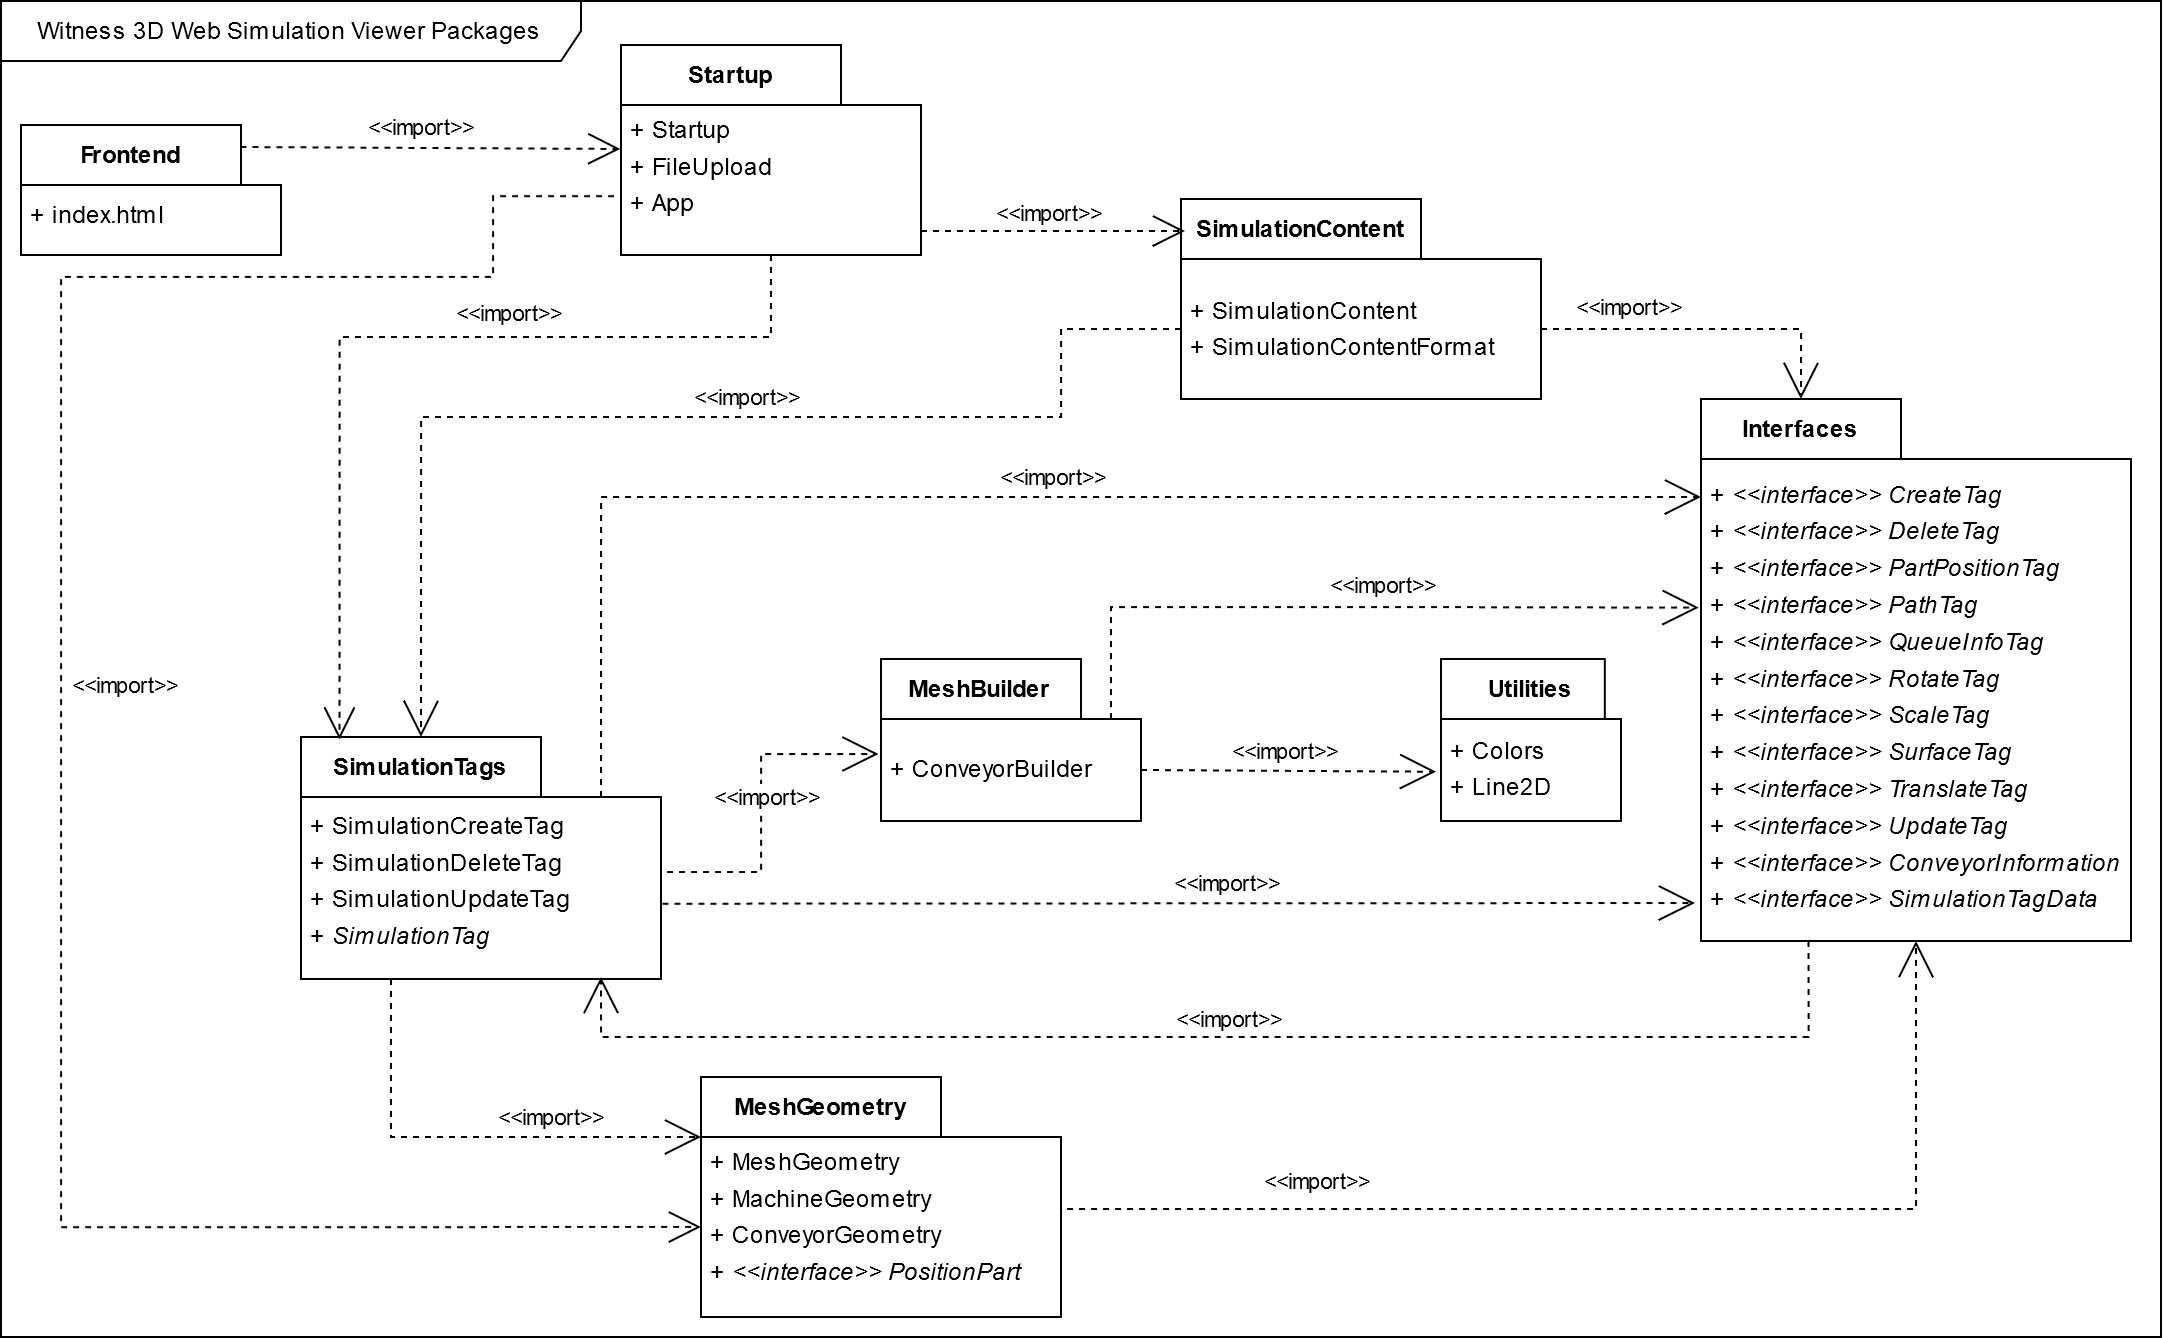 Witness 3D Web Simulation Viewer Packages
Startup
+ Startup
+ FileUpload
+ App
<<import>>
Frontend
+ index.html
<<import>>
SimulationContent
+ SimulationContent
+ SimulationContentFormat
<<import>>
<<import>>
<<import>>
Interfaces
+ <<interface>> CreateTag
+ <<interface>> DeleteTag
+ <<interface>> PartPositionTag
+ <<interface>> PathTag
+ <<interface>> QueueInfoTag
+ <<interface>> RotateTag
+ <<interface>> ScaleTag
+ <<interface>> SurfaceTag
+ <<interface>> TranslateTag
+ <<interface>> UpdateTag
+ <<interface>> ConveyorInformation
+ <<interface>> SimulationTagData
<<import>>
<<import>>
<<import>>
MeshBuilder
+ ConveyorBuilder
<<import>>
Utilities
+ Colors
+ Line2D
SimulationTags
+ SimulationCreateTag
+ SimulationDeleteTag
+ SimulationUpdateTag
+ SimulationTag
<<import>>
<<import>>
<<import>>
<<import>>
MeshGeometry
+ MeshGeometry
+ MachineGeometry
+ ConveyorGeometry
+ <<interface>> PositionPart
<<import>>